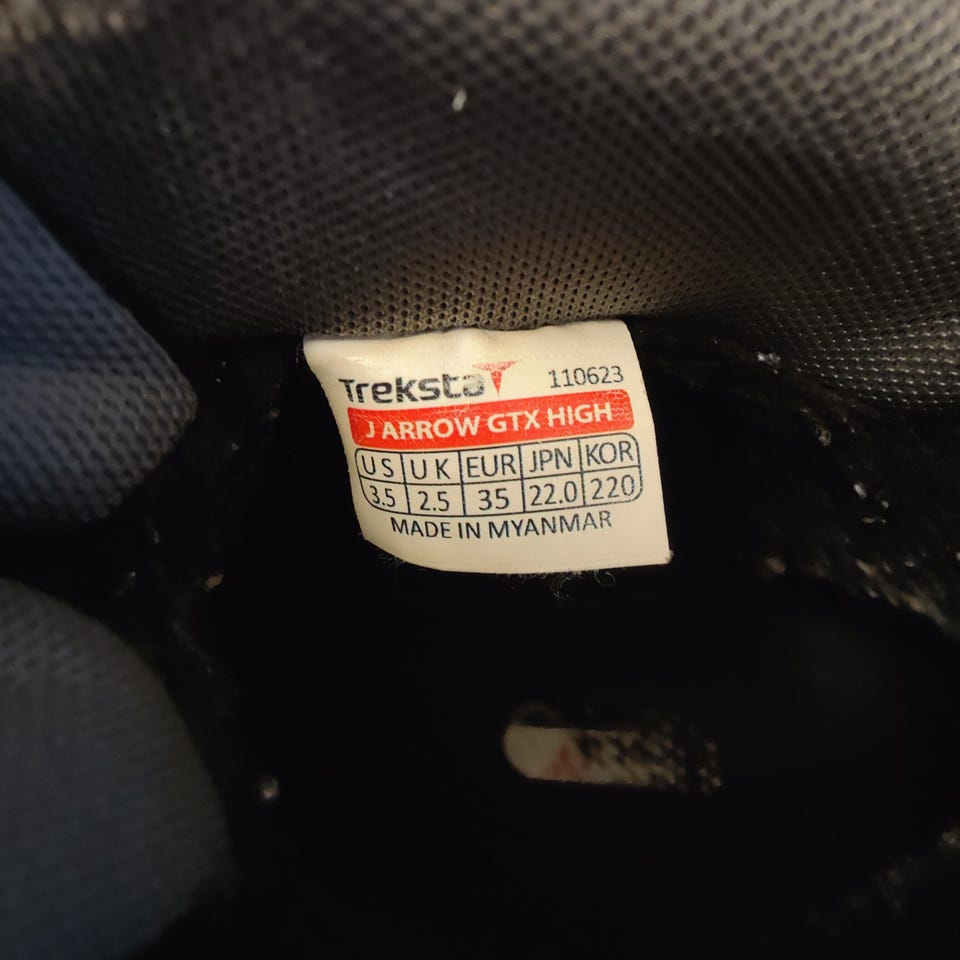 Treksta 110623
J ARROW GTX HIGH
US UK EUR JPN KOR
3.5 2.5 35 22.0 220
MADE IN MYANMAR